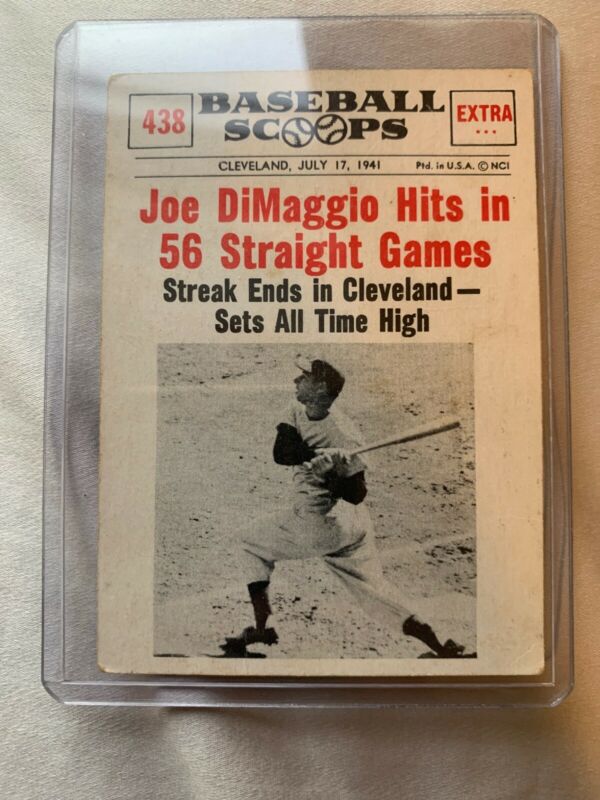 438
BASEBALL
SCOOPS
EXTRA
...
CLEVELAND, JULY 17, 1941 Ptd. in U.S.A. © NCI
Joe DiMaggio Hits in
56 Straight Games
Streak Ends in Cleveland—
Sets All Time High